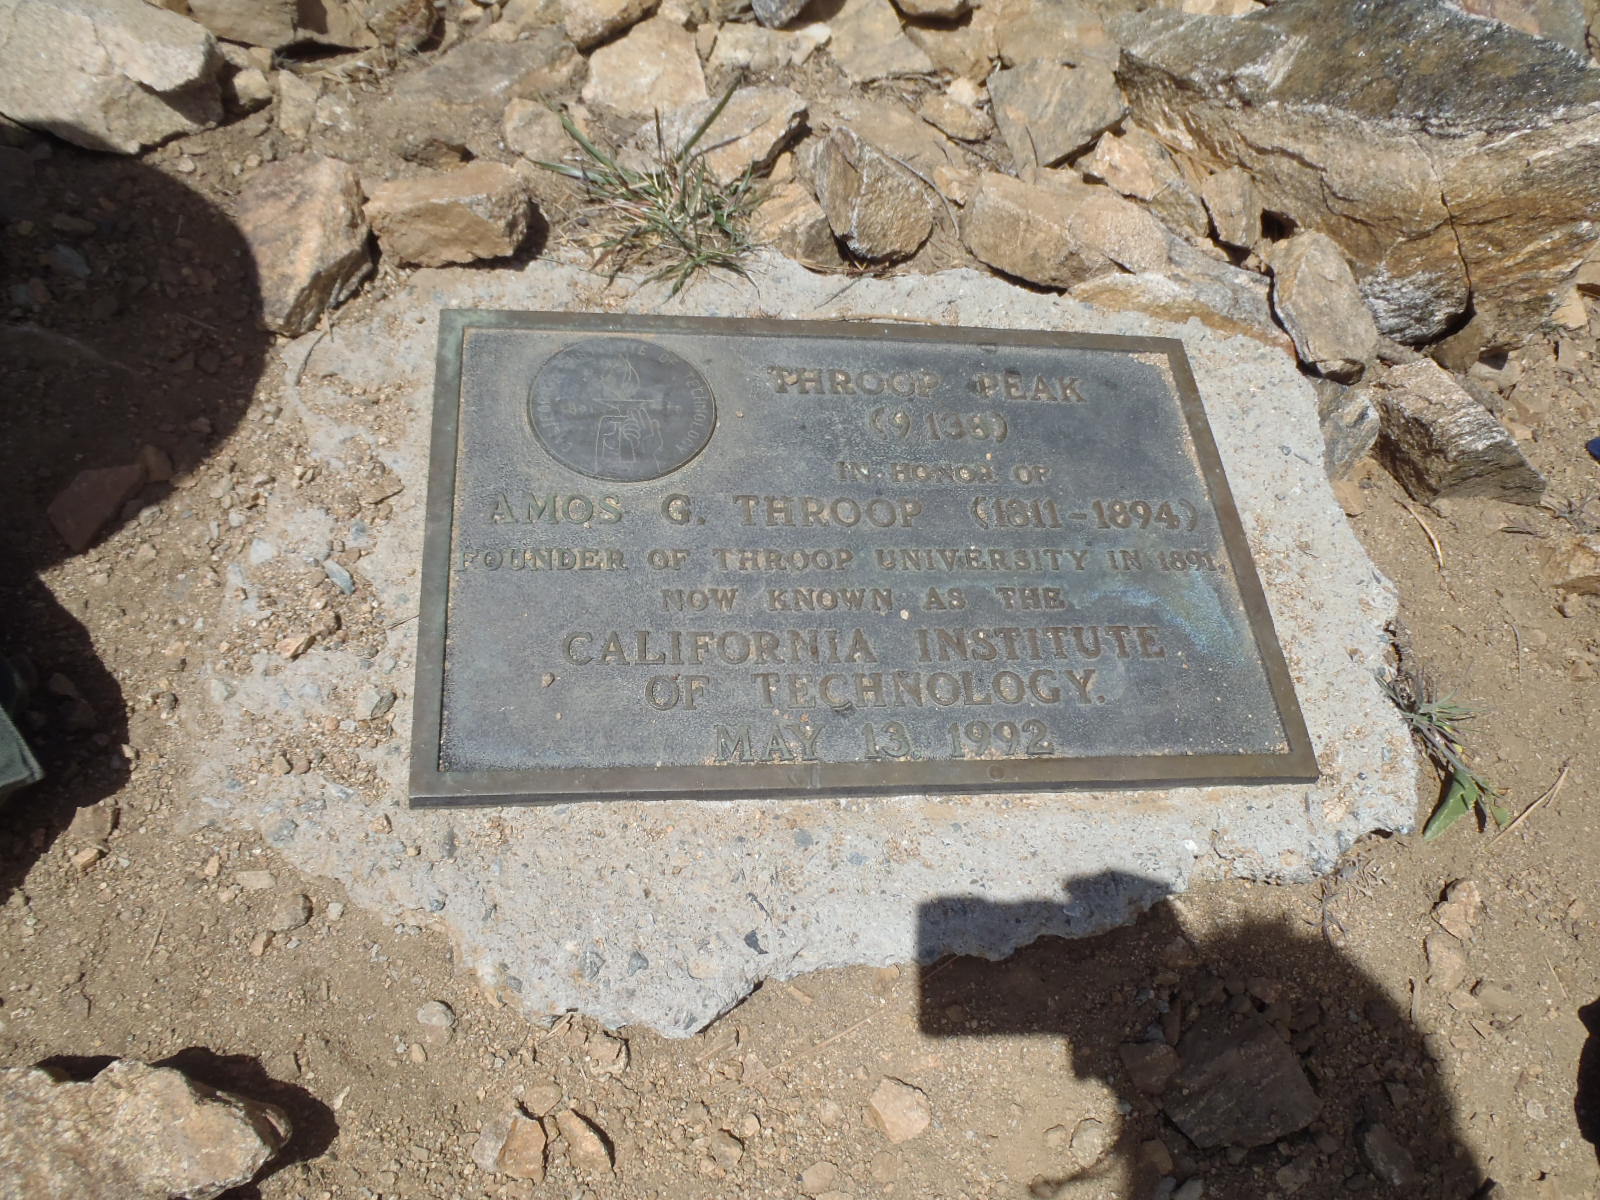 THROOP PEAK
(9138)
IN HONOR OF
AMOS G. THROOP (1811-1894)
FOUNDER OF THROOP UNIVERSITY IN 1891,
NOW KNOWN AS THE
CALIFORNIA INSTITUTE
OF TECHNOLOGY.
MAY 13, 1992
TECHNOLOGY